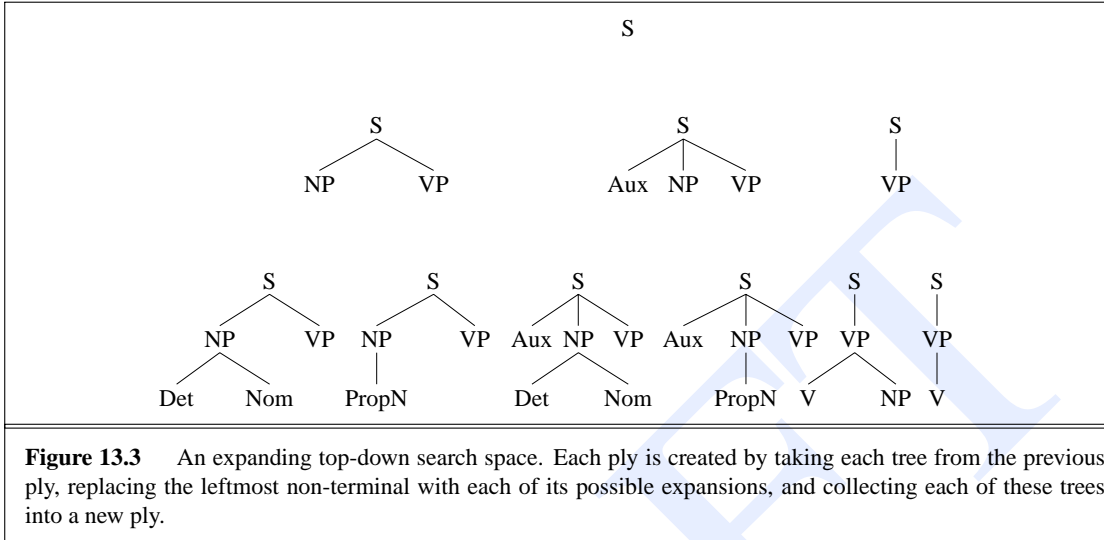 S
S S S
NP VP Aux NP VP VP
S S S S S S
NP VP NP VP Aux NP VP Aux NP VP VP VP
Det Nom PropN Det Nom PropN V NP V
Figure 13.3 An expanding top-down search space. Each ply is created by taking each tree from the previous
ply, replacing the leftmost non-terminal with each of its possible expansions, and collecting each of these trees
into a new ply.